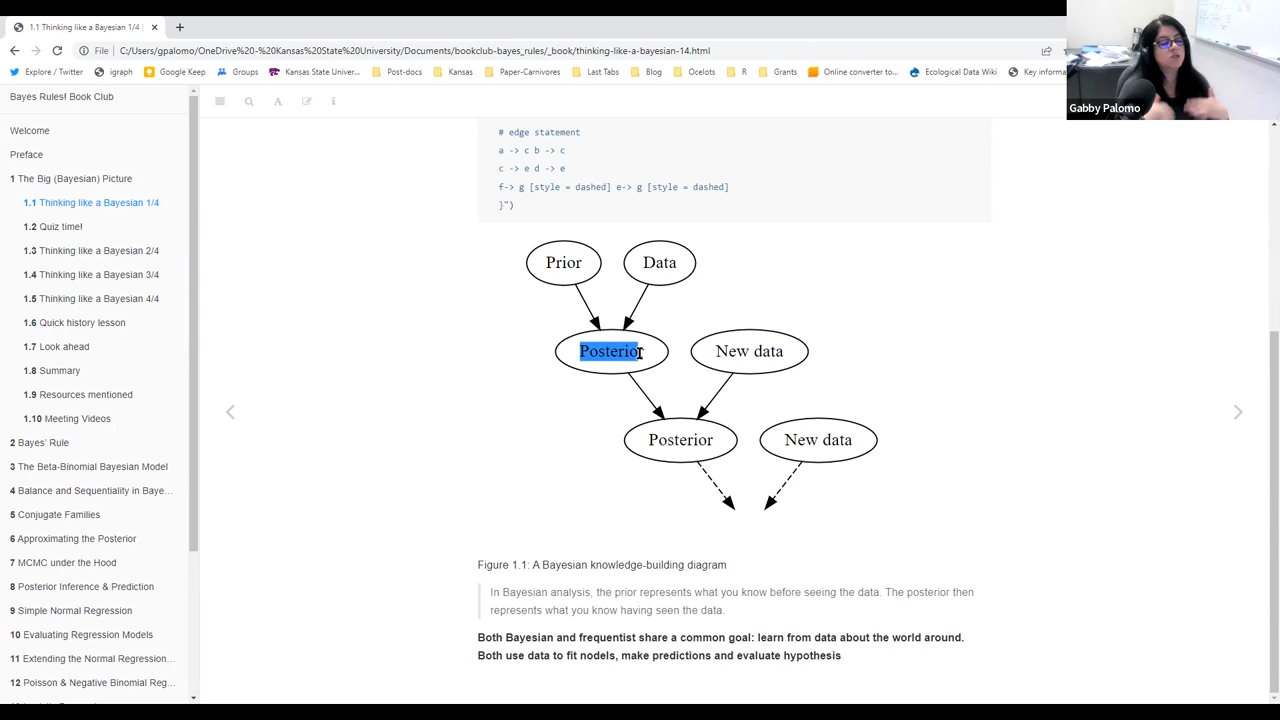 1.1 Thinking like a Bayesian 1/4
File
C:/Users/gpalomo/OneDrive%20-%20Kansas%20State%20University/Documents/bookclub-bayes_rules/_book/thinking-like-a-bayesian-14.html
Explore / Twitter
igraph
Google Keep
Groups
Kansas State Univer...
Post-docs
Kansas
Paper-Carnivores
Last Tabs
Blog
Ocelots
R
Grants
Online converter to...
Ecological Data Wiki
Key informa
Gabby Palomo
Bayes Rules! Book Club
Welcome
Preface
1 The Big (Bayesian) Picture
1.1 Thinking like a Bayesian 1/4
1.2 Quiz time!
1.3 Thinking like a Bayesian 2/4
1.4 Thinking like a Bayesian 3/4
1.5 Thinking like a Bayesian 4/4
1.6 Quick history lesson
1.7 Look ahead
1.8 Summary
1.9 Resources mentioned
1.10 Meeting Videos
2 Bayes' Rule
3 The Beta-Binomial Bayesian Model
4 Balance and Sequentiality in Baye...
5 Conjugate Families
6 Approximating the Posterior
7 MCMC under the Hood
8 Posterior Inference & Prediction
9 Simple Normal Regression
10 Evaluating Regression Models
11 Extending the Normal Regression...
12 Poisson & Negative Binomial Reg...
# edge statement
a -> c b -> c
c -> e d -> e
f-> g [style = dashed] e-> g [style = dashed]
}")
Prior
Data
Posterior
New data
Posterior
New data
Figure 1.1: A Bayesian knowledge-building diagram
In Bayesian analysis, the prior represents what you know before seeing the data. The posterior then
represents what you know having seen the data.
Both Bayesian and frequentist share a common goal: learn from data about the world around.
Both use data to fit nodels, make predictions and evaluate hypothesis